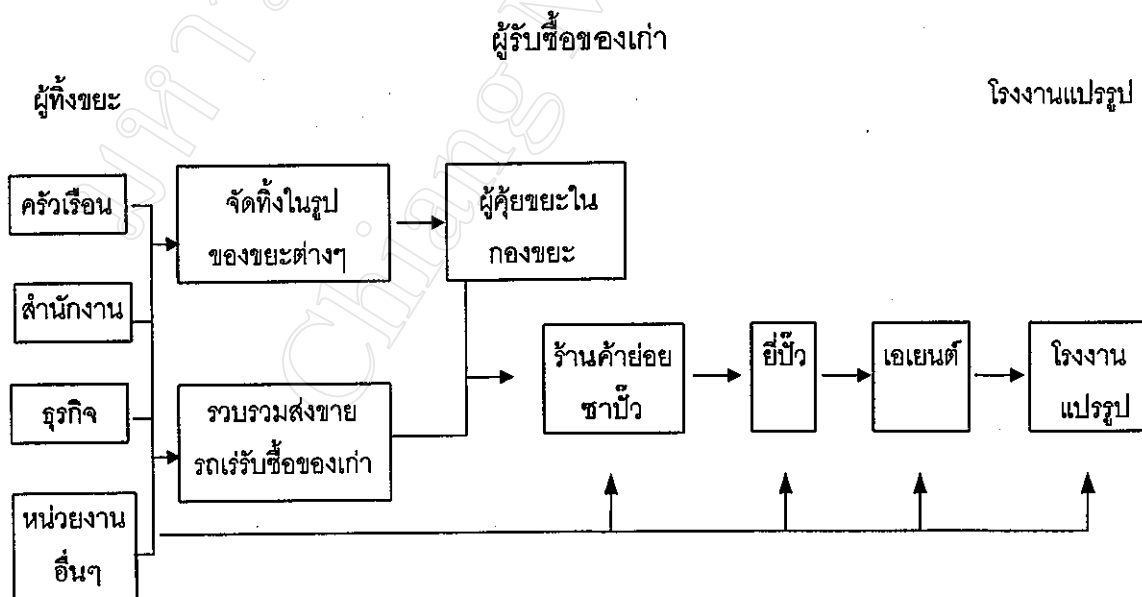 ผู้รับซื้อของเก่า
ผู้ทิ้งขยะ
โรงงานแปรรูป
ครัวเรือน
จัดทิ้งในรูป
ของขยะต่างๆ
ผู้คุ้ยขยะใน
กองขยะ
สำนักงาน
ธุรกิจ
รวบรวมส่งขาย
รถเร่รับซื้อของเก่า
ร้านค้าย่อย
ซาปั๊ว
ยี่ปั๊ว
เอเยนต์
โรงงาน
แปรรูป
หน่วยงาน
อื่นๆ
Chiang